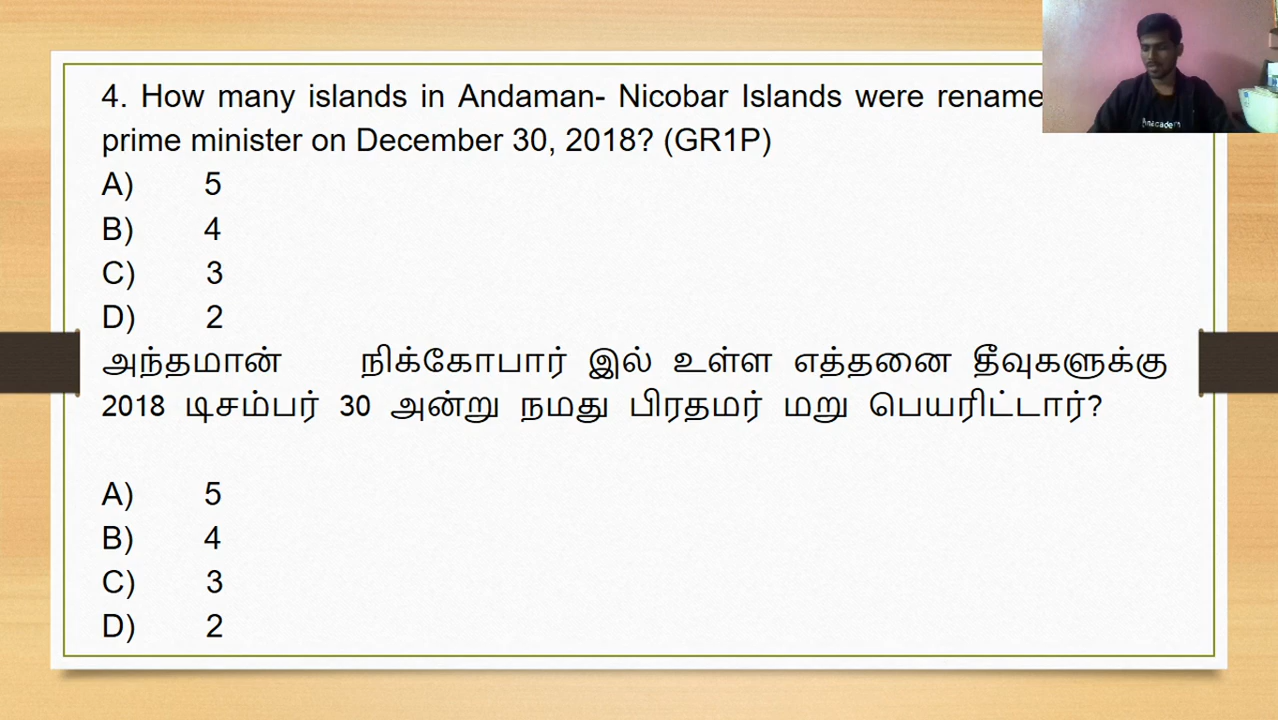 4. How many islands in Andaman- Nicobar Islands were rename
prime minister on December 30, 2018? (GR1P)
A) 5
B) 4
C) 3
D) 2
அந்தமான் நிக்கோபார் இல் உள்ள எத்தனை தீவுகளுக்கு
2018 டிசம்பர் 30 அன்று நமது பிரதமர் மறு பெயரிட்டார்?
A) 5
B) 4
C) 3
D) 2